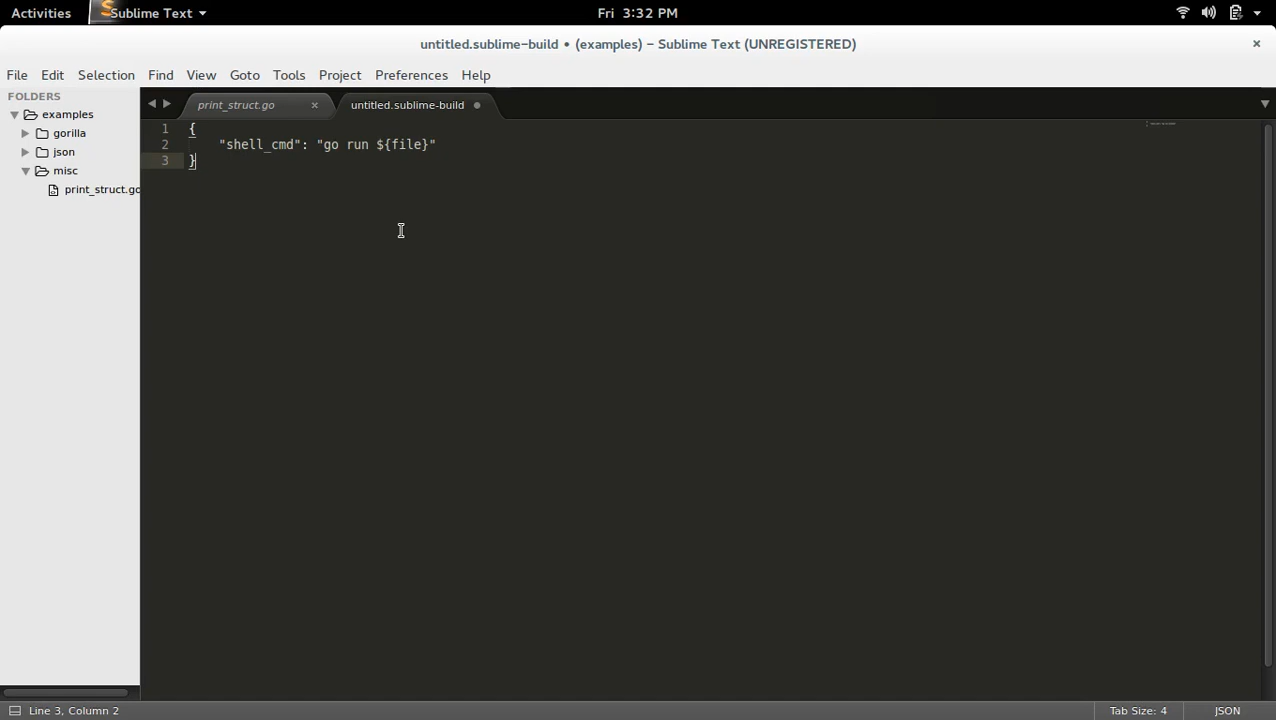 Activities Sublime Text Fri 3:32 PM
untitled.sublime-build • (examples) – Sublime Text (UNREGISTERED) ×
File Edit Selection Find View Goto Tools Project Preferences Help
FOLDERS
examples
gorilla
json
misc
print_struct.go
print_struct.go × untitled.sublime-build
1 {
2 "shell_cmd": "go run ${file}"
3 }
Line 3, Column 2 Tab Size: 4 JSON